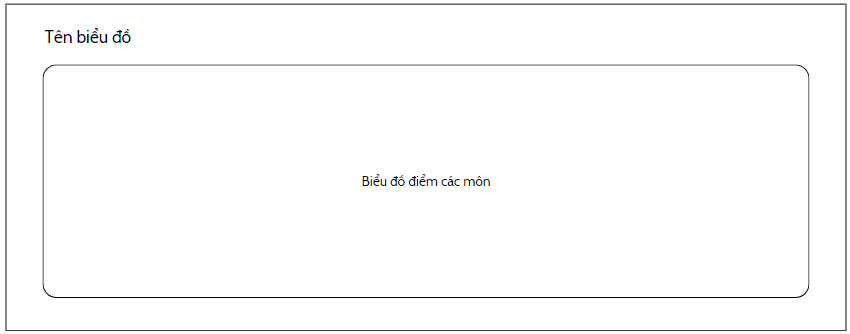 Tên biểu đồ
Biểu đồ điểm các môn